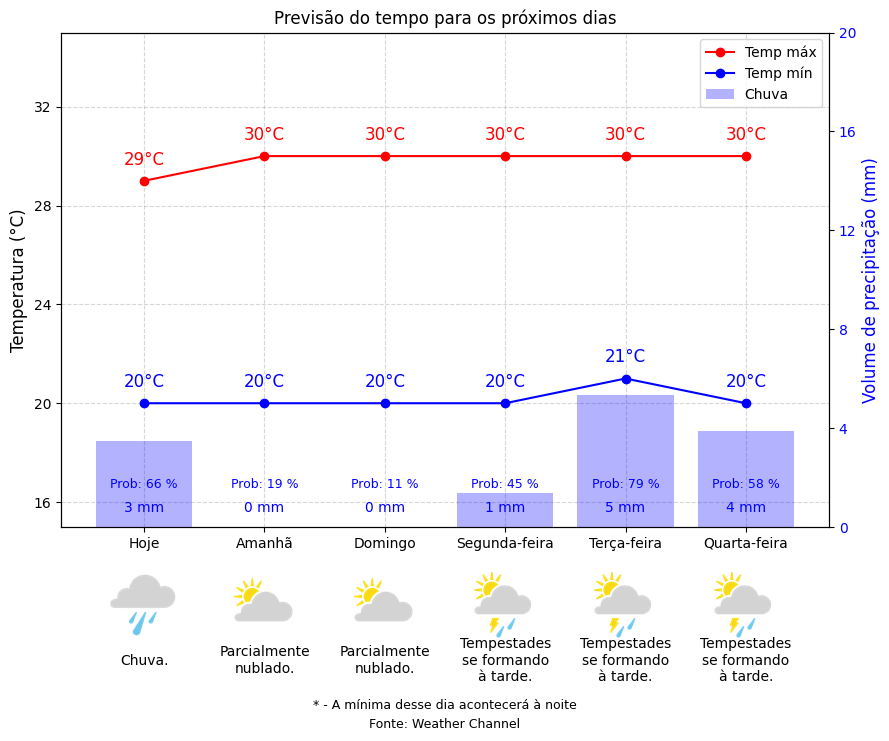 Previsão do tempo para os próximos dias
Temp máx
Temp mín
Chuva
Temperatura (°C)
32
28
24
20
16
Volume de precipitação (mm)
20
16
12
8
4
0
29°C
30°C
30°C
30°C
30°C
30°C
20°C
20°C
20°C
20°C
21°C
20°C
Prob: 66 %
Prob: 19 %
Prob: 11 %
Prob: 45 %
Prob: 79 %
Prob: 58 %
3 mm
0 mm
0 mm
1 mm
5 mm
4 mm
Hoje
Amanhã
Domingo
Segunda-feira
Terça-feira
Quarta-feira
Chuva.
Parcialmente
nublado.
Parcialmente
nublado.
Tempestades
se formando
à tarde.
Tempestades
se formando
à tarde.
Tempestades
se formando
à tarde.
* - A mínima desse dia acontecerá à noite
Fonte: Weather Channel